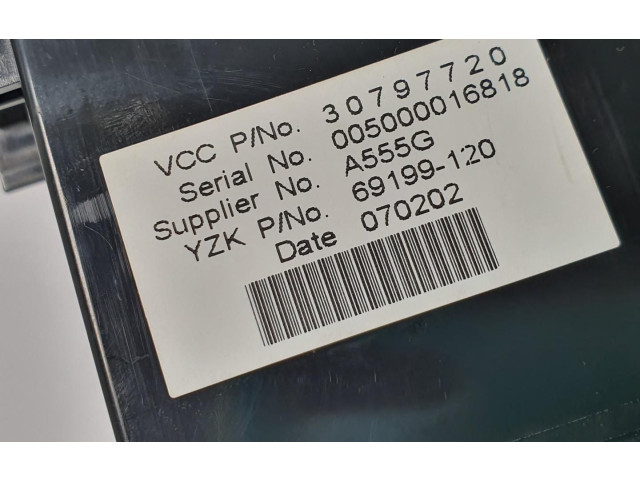 VCC P/No. 30797720
Serial No. 005000016818
Supplier No. A555G
YZK P/No. 69199-120
Date 070202